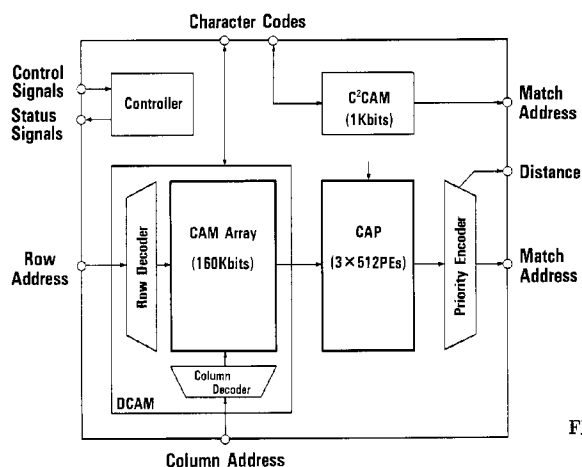 Character Codes
Control
Signals
Status
Signals
Controller
C²CAM
(1Kbits)
Match
Address
Distance
Row
Address
Row Decoder
CAM Array
(160Kbits)
CAP
(3×512PEs)
Priority Encoder
Match
Address
Column
Decoder
DCAM
Column Address